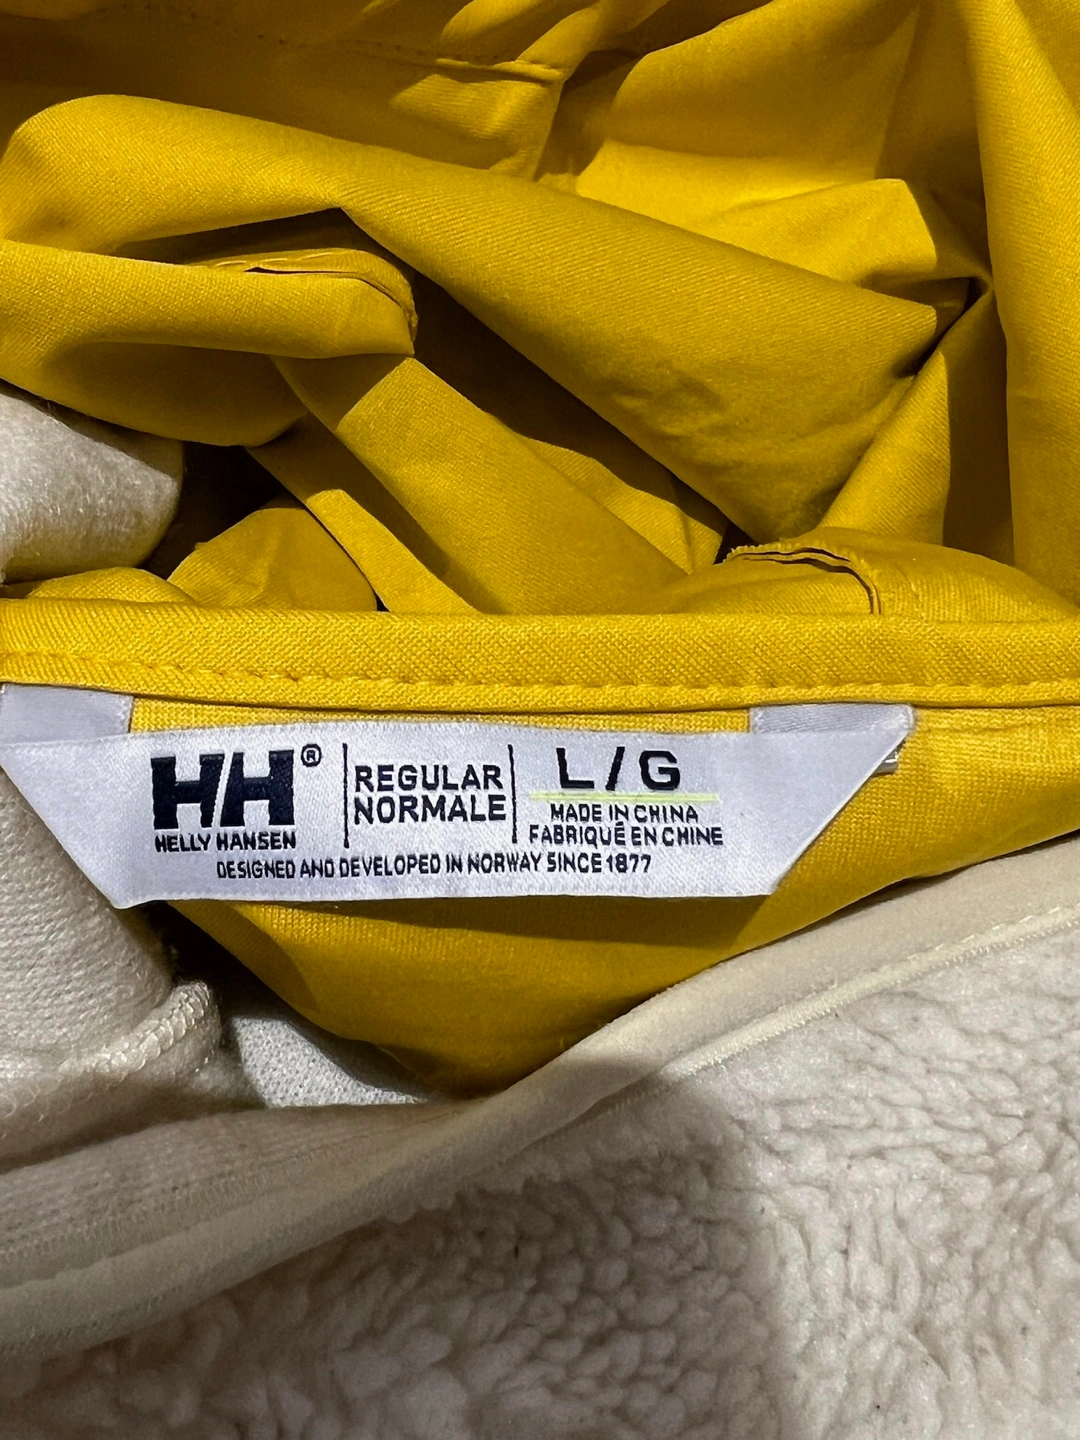 HH®
HELLY HANSEN
REGULAR
NORMALE
L/G
MADE IN CHINA
FABRIQUÉ EN CHINE
DESIGNED AND DEVELOPED IN NORWAY SINCE 1877